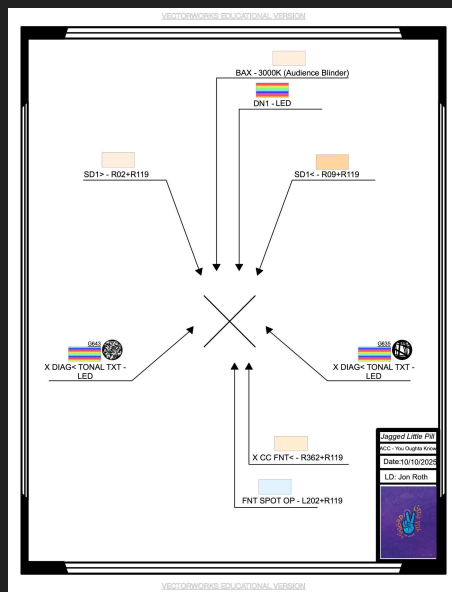 VECTORWORKS EDUCATIONAL VERSION
BAX - 3000K (Audience Blinder)
DN1 - LED
SD1> - R02+R119
SD1< - R09+R119
G643
X DIAG< TONAL TXT -
LED
G635
X DIAG< TONAL TXT -
LED
X CC FNT< - R362+R119
FNT SPOT OP - L202+R119
Jagged Little Pill
ACC - You Oughta Know
Date:10/10/2025
LD: Jon Roth
VECTORWORKS EDUCATIONAL VERSION